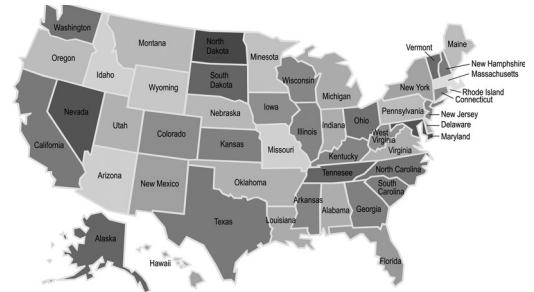 Washington
Oregon
California
Nevada
Idaho
Montana
Wyoming
Utah
Arizona
Colorado
New Mexico
North
Dakota
South
Dakota
Nebraska
Kansas
Oklahoma
Texas
Minesota
Iowa
Missouri
Arkansas
Louisiana
Wisconsin
Illinois
Michigan
Indiana
Ohio
Kentucky
Tennessee
Alabama
Georgia
Florida
South
Carolina
North Carolina
Virginia
West
Virginia
Pennsylvania
New York
Vermont
Maine
New Hamphshire
Massachusetts
Rhode Island
Connecticut
New Jersey
Delaware
Maryland
Alaska
Hawaii